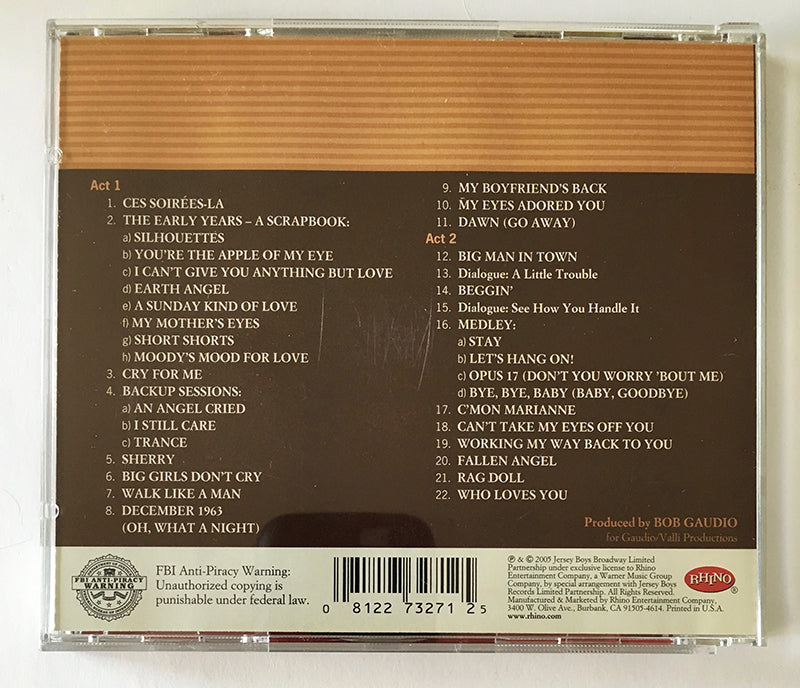 Act 1
1. CES SOIRÉES-LA
2. THE EARLY YEARS – A SCRAPBOOK:
a) SILHOUETTES
b) YOU'RE THE APPLE OF MY EYE
c) I CAN'T GIVE YOU ANYTHING BUT LOVE
d) EARTH ANGEL
e) A SUNDAY KIND OF LOVE
f) MY MOTHER'S EYES
g) SHORT SHORTS
h) MOODY'S MOOD FOR LOVE
3. CRY FOR ME
4. BACKUP SESSIONS:
a) AN ANGEL CRIED
b) I STILL CARE
c) TRANCE
5. SHERRY
6. BIG GIRLS DON'T CRY
7. WALK LIKE A MAN
8. DECEMBER 1963
(OH, WHAT A NIGHT)
9. MY BOYFRIEND'S BACK
10. MY EYES ADORED YOU
11. DAWN (GO AWAY)
Act 2
12. BIG MAN IN TOWN
13. Dialogue: A Little Trouble
14. BEGGIN'
15. Dialogue: See How You Handle It
16. MEDLEY:
a) STAY
b) LET'S HANG ON!
c) OPUS 17 (DON'T YOU WORRY 'BOUT ME)
d) BYE, BYE, BABY (BABY, GOODBYE)
17. C'MON MARIANNE
18. CAN'T TAKE MY EYES OFF YOU
19. WORKING MY WAY BACK TO YOU
20. FALLEN ANGEL
21. RAG DOLL
22. WHO LOVES YOU
Produced by BOB GAUDIO
for Gaudio/Valli Productions
FBI ANTI-PIRACY
WARNING
FBI Anti-Piracy Warning:
Unauthorized copying is
punishable under federal law.
0 81227 32712 5
℗ & © 2005 Jersey Boys Broadway Limited
Partnership under exclusive license to Rhino
Entertainment Company, a Warner Music Group
Company, by special arrangement with Jersey Boys
Records Limited Partnership. All Rights Reserved.
Manufactured & Marketed by Rhino Entertainment Company,
3400 W. Olive Ave., Burbank, CA 91505-4614. Printed in U.S.A.
www.rhino.com
RHINO ®